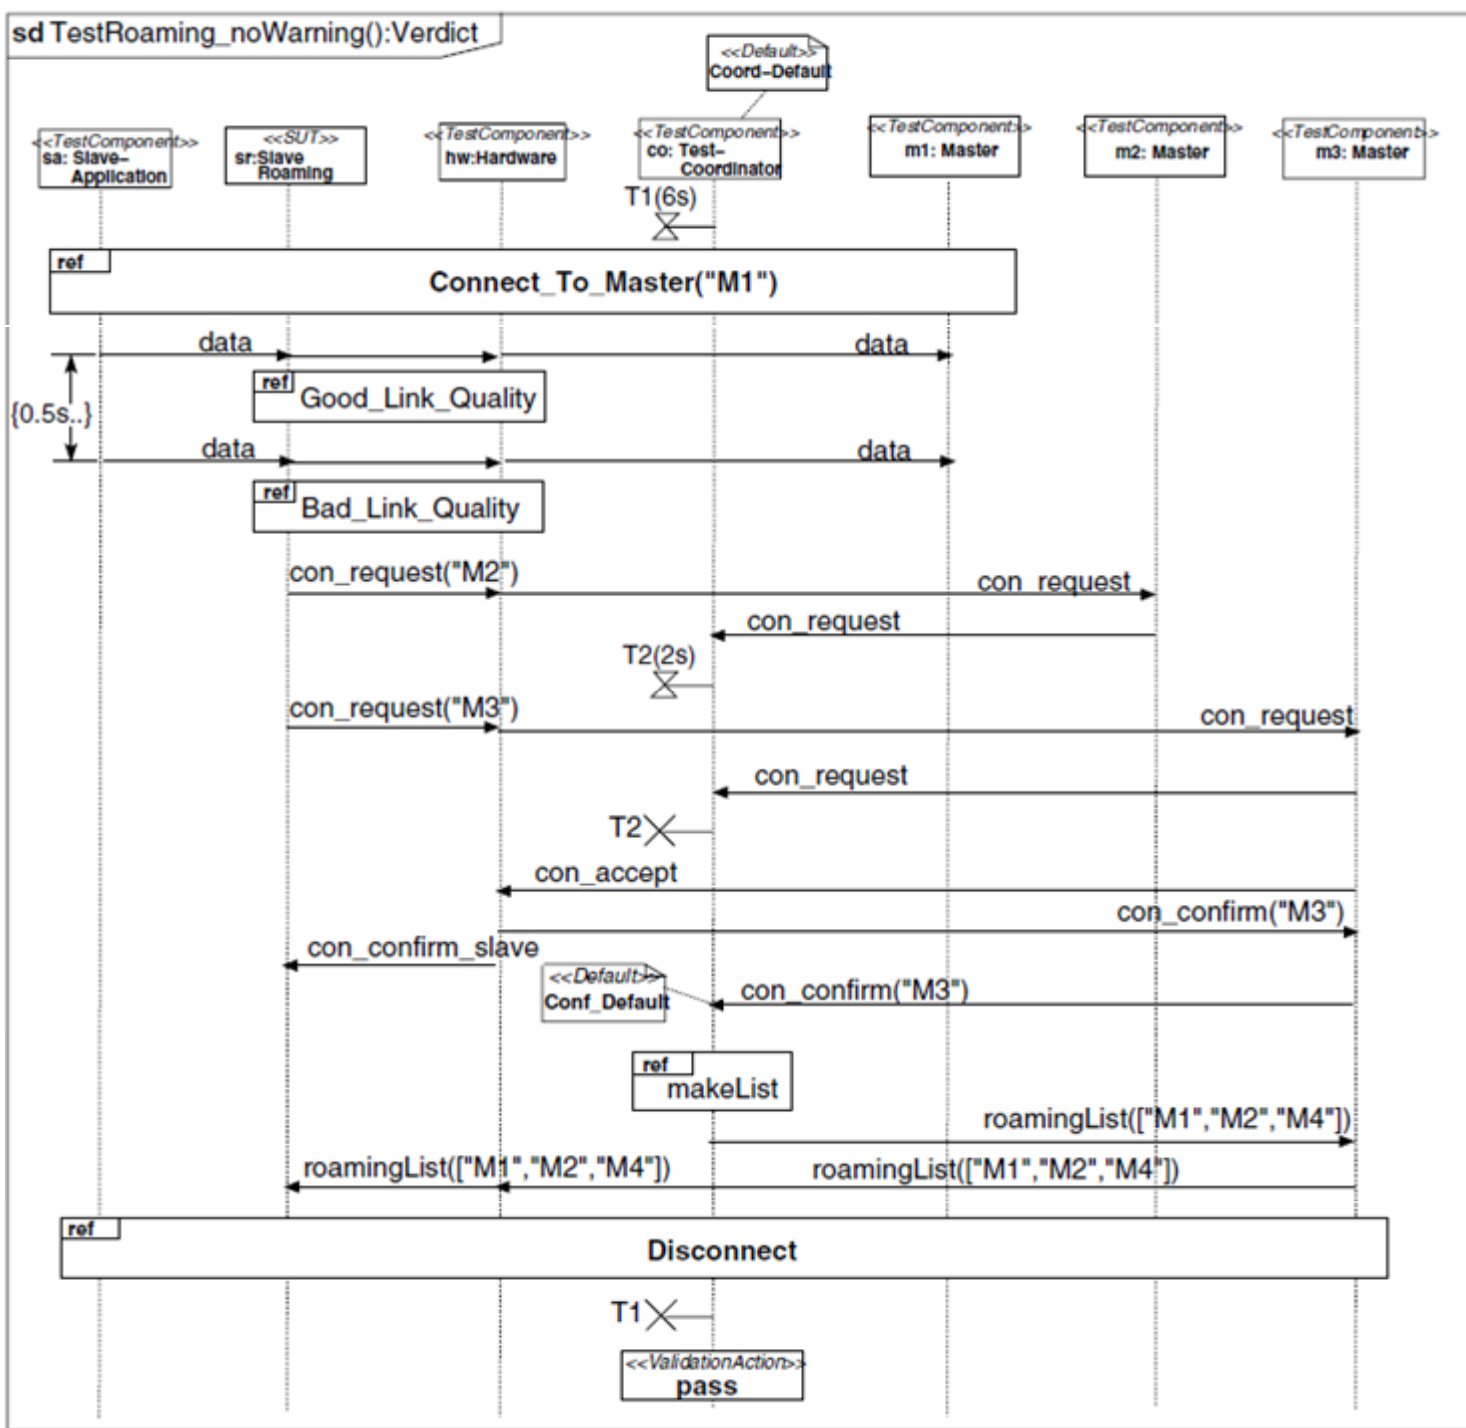 sd TestRoaming_noWarning():Verdict
<<Default>>
Coord-Default
<<TestComponent>>
sa: Slave-
Application
<<SUT>>
sr:Slave
Roaming
<<TestComponent>>
hw:Hardware
<<TestComponent>>
co: Test-
Coordinator
<<TestComponent>>
m1: Master
<<TestComponent>>
m2: Master
<<TestComponent>>
m3: Master
T1(6s)
ref
Connect_To_Master("M1")
data
data
ref
Good_Link_Quality
{0.5s..}
data
data
ref
Bad_Link_Quality
con_request("M2")
con_request
con_request
T2(2s)
con_request("M3")
con_request
con_request
T2
con_accept
con_confirm("M3")
con_confirm_slave
<<Default>>
Conf_Default
con_confirm("M3")
ref
makeList
roamingList(["M1","M2","M4"])
roamingList(["M1","M2","M4"])
roamingList(["M1","M2","M4"])
ref
Disconnect
T1
<<ValidationAction>>
pass